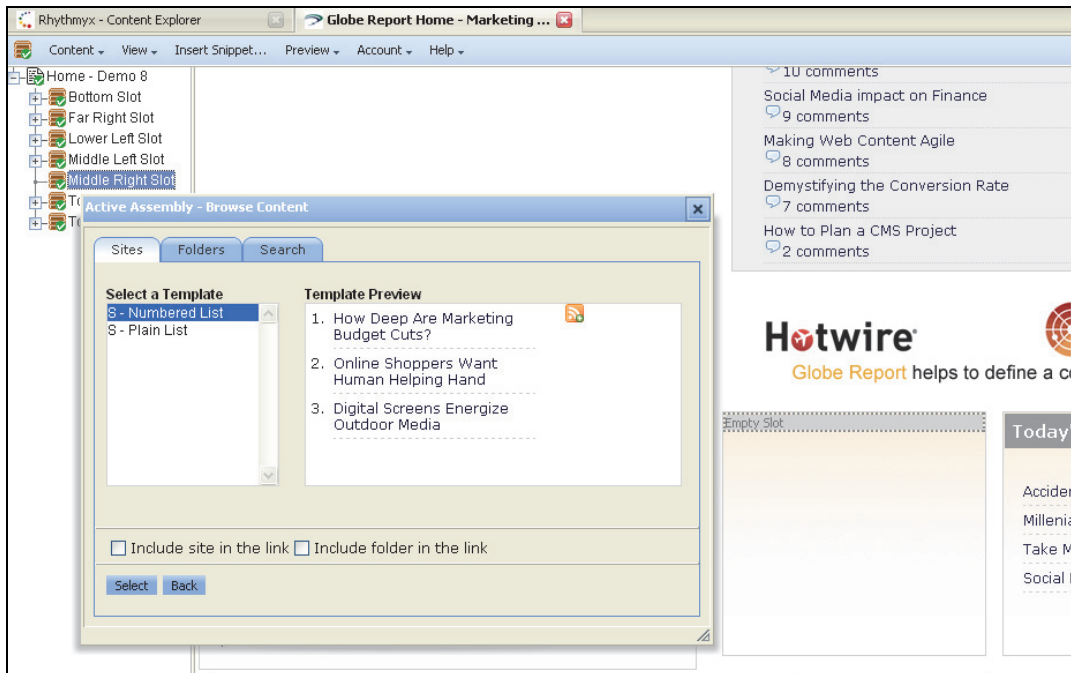 Rhythmyx - Content Explorer
Globe Report Home - Marketing ...
Content View Insert Snippet... Preview Account Help
Home - Demo 8
Bottom Slot
Far Right Slot
Lower Left Slot
Middle Left Slot
Middle Right Slot
Active Assembly - Browse Content
Sites Folders Search
Select a Template
S - Numbered List
S - Plain List
Template Preview
1. How Deep Are Marketing
Budget Cuts?
2. Online Shoppers Want
Human Helping Hand
3. Digital Screens Energize
Outdoor Media
Include site in the link Include folder in the link
Select Back
10 comments
Social Media impact on Finance
9 comments
Making Web Content Agile
8 comments
Demystifying the Conversion Rate
7 comments
How to Plan a CMS Project
2 comments
Hotwire
Globe Report helps to define a
Empty Slot
Today'
Take
Social